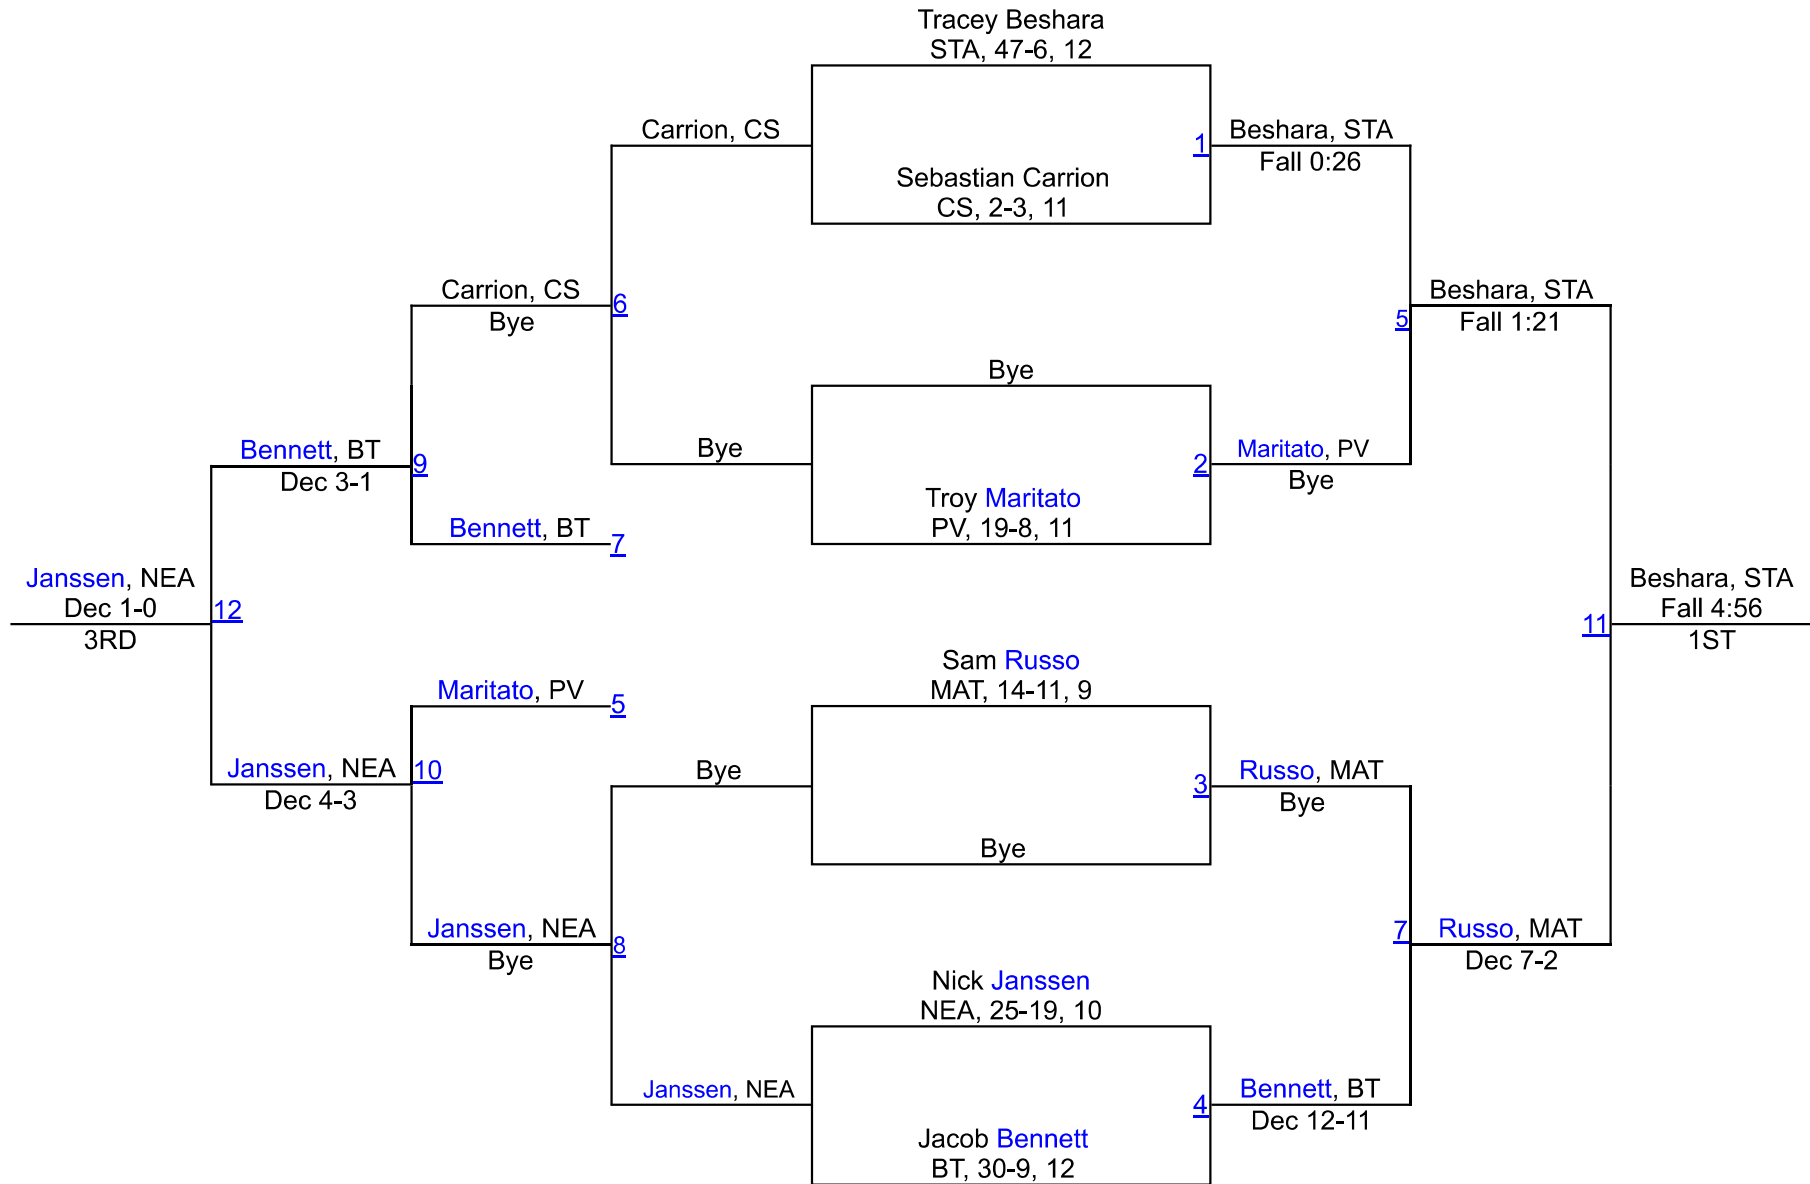 Tracey Beshara
STA, 47-6, 12
Carrion, CS
1
Beshara, STA
Fall 0:26
Sebastian Carrion
CS, 2-3, 11
Carrion, CS
Bye
6
5
Beshara, STA
Fall 1:21
Bye
Bennett, BT
Dec 3-1
9
Bye
2
Maritato, PV
Bye
Troy Maritato
PV, 19-8, 11
Bennett, BT
7
Janssen, NEA
Dec 1-0
3RD
12
11
Beshara, STA
Fall 4:56
1ST
Sam Russo
MAT, 14-11, 9
Maritato, PV
5
Janssen, NEA
Dec 4-3
10
Bye
3
Russo, MAT
Bye
Bye
Janssen, NEA
Bye
8
7
Russo, MAT
Dec 7-2
Nick Janssen
NEA, 25-19, 10
Janssen, NEA
4
Bennett, BT
Dec 12-11
Jacob Bennett
BT, 30-9, 12